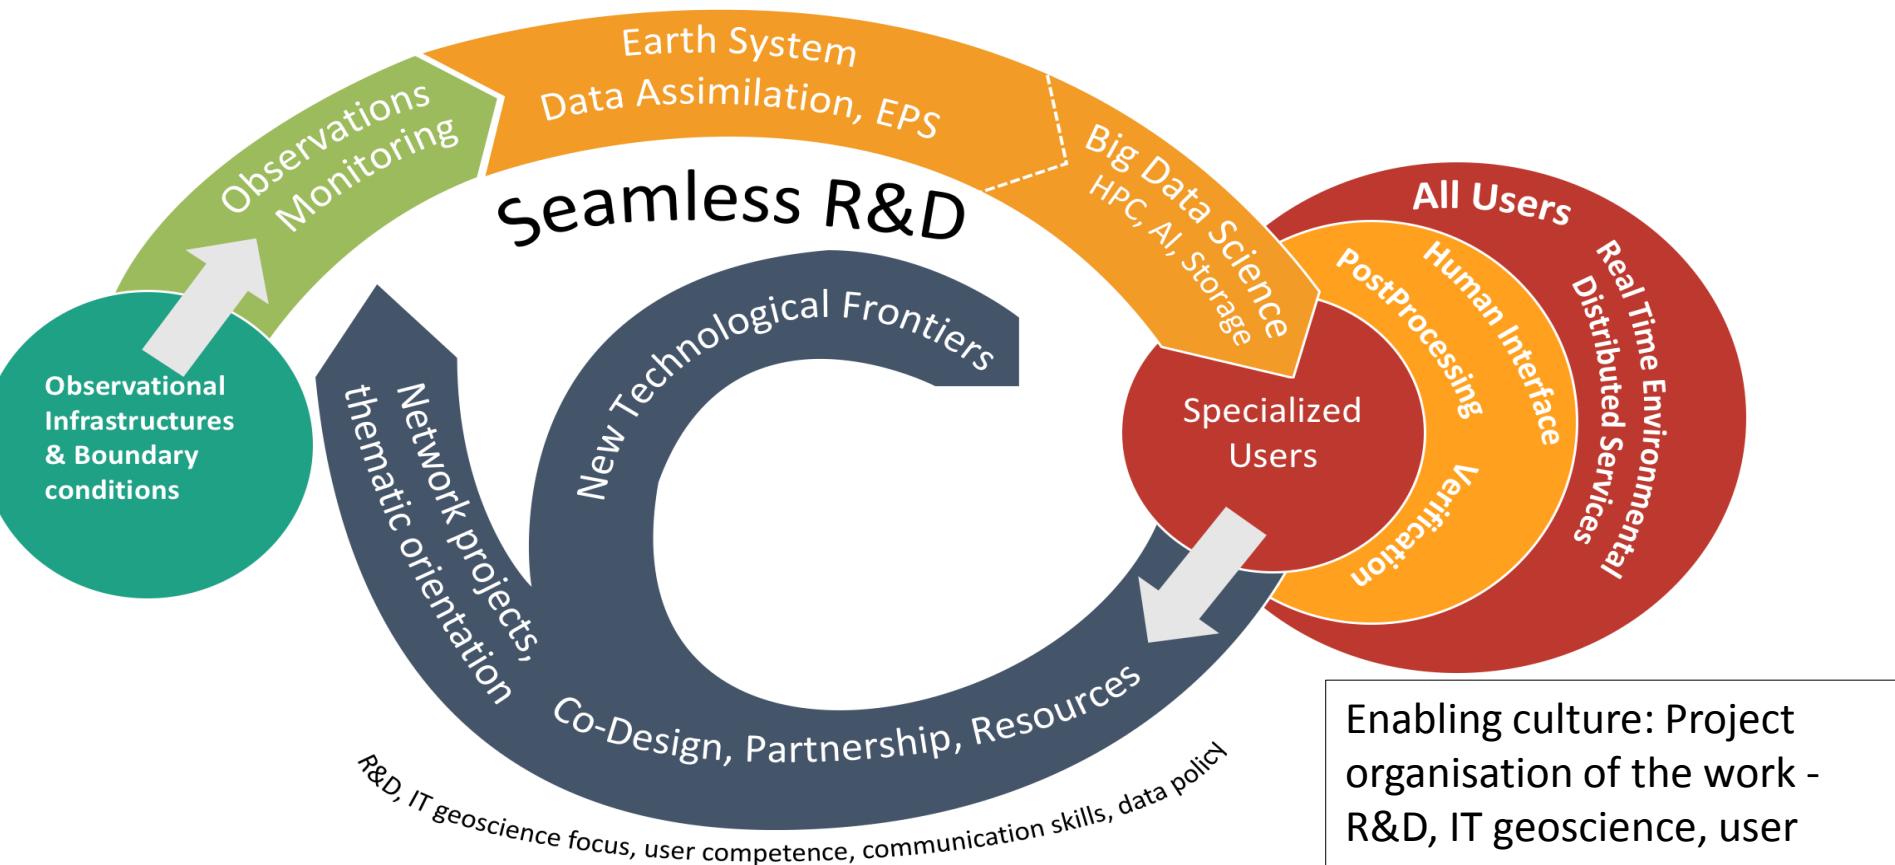 Earth System
Data Assimilation, EPS
Observations
Monitoring
Big Data Science
HPC, AI, Storage
Seamless R&D
All Users
Real Time Environmental
Distributed Services
Human Interface
PostProcessing
Verification
New Technological Frontiers
Observational
Infrastructures
& Boundary
conditions
Network projects,
thematic orientation
Specialized
Users
Co-Design, Partnership, Resources
R&D, IT geoscience focus, user competence, communication skills, data policy
Enabling culture: Project
organisation of the work -
R&D, IT geoscience, user